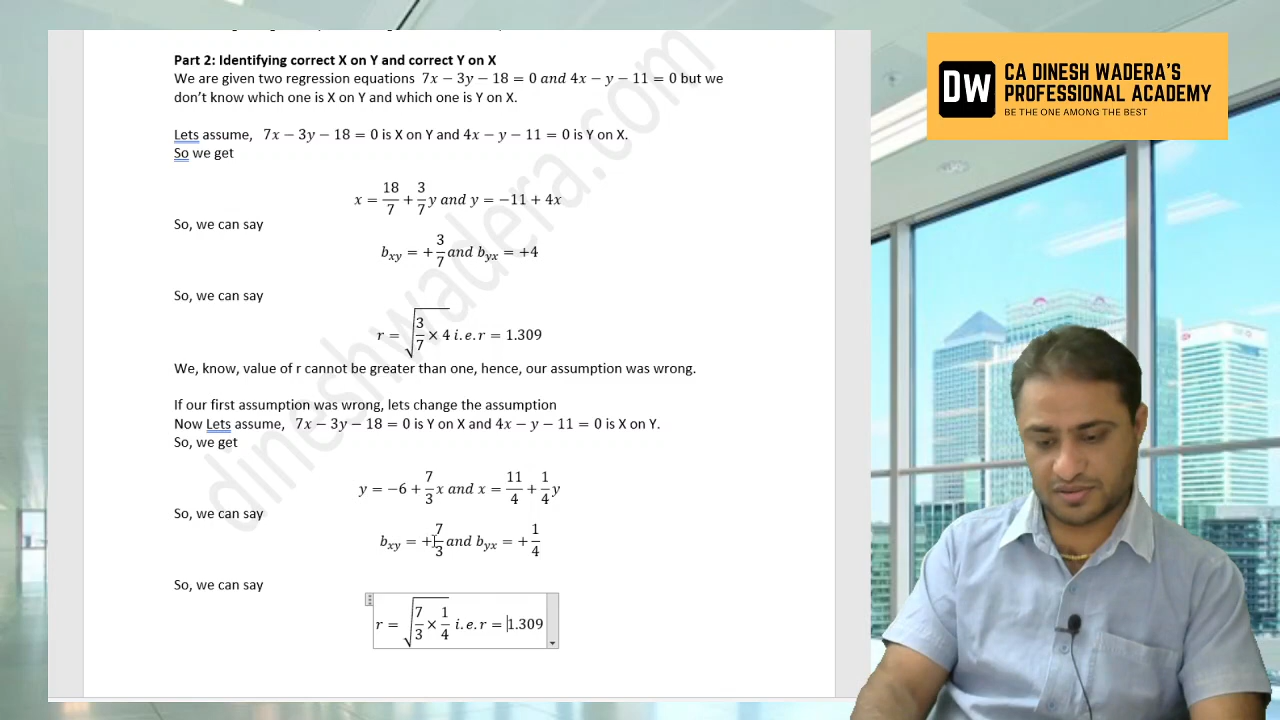 Part 2: Identifying correct X on Y and correct Y on X
We are given two regression equations 7x − 3y − 18 = 0 and 4x − y − 11 = 0 but we
don't know which one is X on Y and which one is Y on X.
Lets assume, 7x − 3y − 18 = 0 is X on Y and 4x − y − 11 = 0 is Y on X.
So we get
x = 18/7 + 3/7 y and y = −11 + 4x
So, we can say
b_xy = +3/7 and b_yx = +4
So, we can say
r = √(3/7 × 4) i.e. r = 1.309
We, know, value of r cannot be greater than one, hence, our assumption was wrong.
If our first assumption was wrong, lets change the assumption
Now Lets assume, 7x − 3y − 18 = 0 is Y on X and 4x − y − 11 = 0 is X on Y.
So, we get
y = −6 + 7/3 x and x = 11/4 + 1/4 y
So, we can say
b_xy = +7/3 and b_yx = +1/4
So, we can say
r = √(7/3 × 1/4) i.e. r = 1.309
dineshwadera.com
DW
CA DINESH WADERA'S
PROFESSIONAL ACADEMY
BE THE ONE AMONG THE BEST